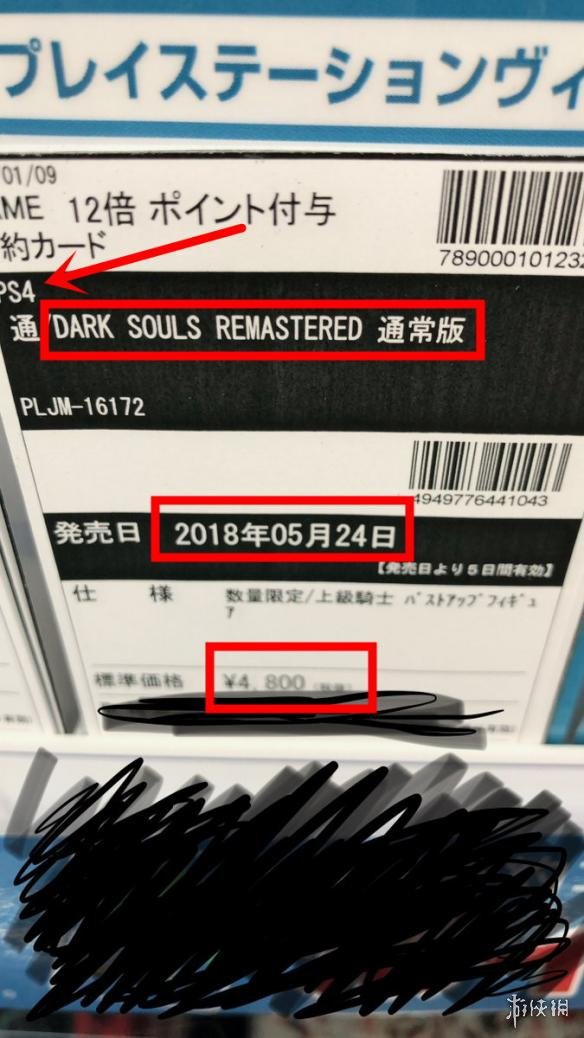 プレイステーションヴィ
01/09
AME 12倍 ポイント付与
約カード
789000101232
PS4
通/DARK SOULS REMASTERED 通常版
PLJM-16172
4949776441043
発売日 2018年05月24日
【発売日より5日間有効】
仕 様 数量限定/上級騎士 ﾊﾞｽﾄｱｯﾌﾟﾌｨｷﾞｭ
ｱ
標準価格 ¥4,800
游侠网